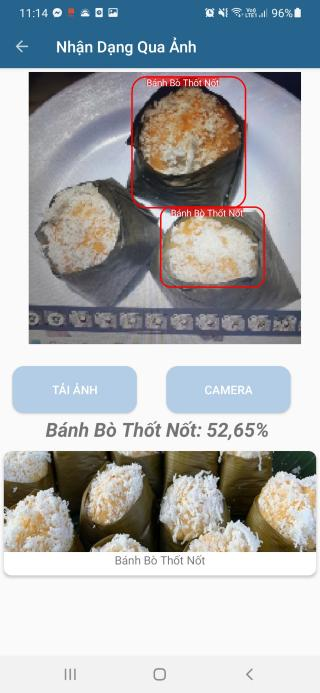 11:14
96%
Nhận Dạng Qua Ảnh
Bánh Bò Thốt Nốt
Bánh Bò Thốt Nốt
TẢI ẢNH
CAMERA
Bánh Bò Thốt Nốt: 52,65%
Bánh Bò Thốt Nốt